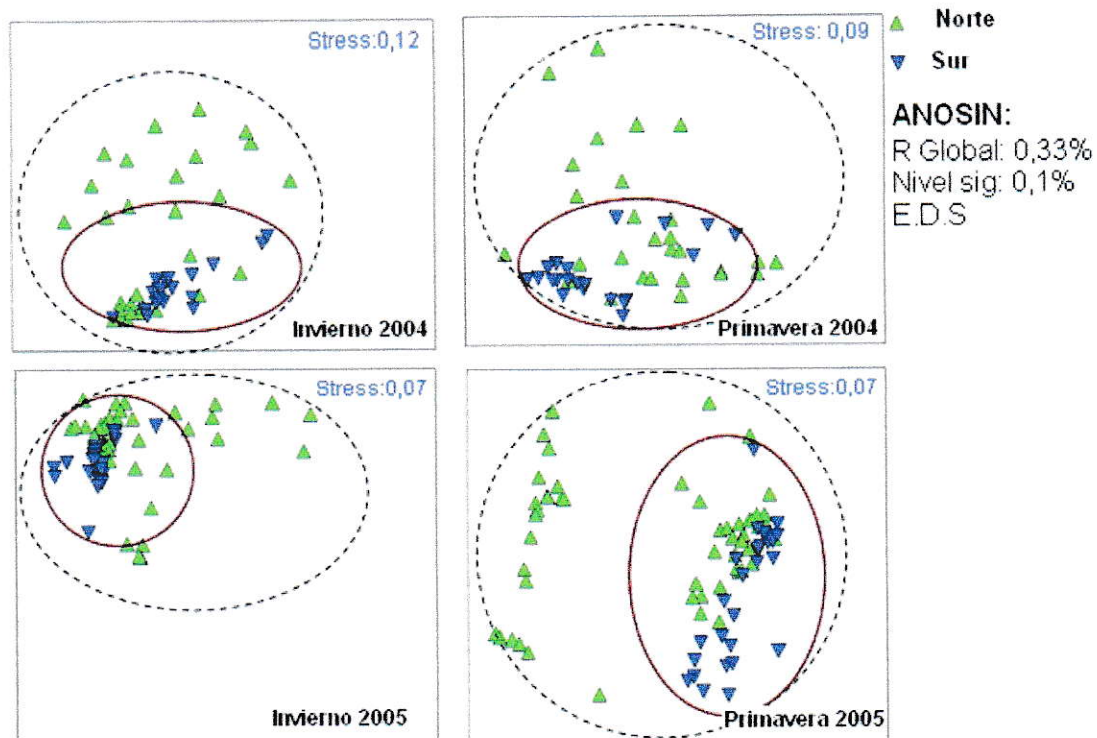 Stress:0,12
Invierno 2004
Stress: 0,09
Primavera 2004
Norte
Sur
ANOSIN:
R Global: 0,33%
Nivel sig: 0,1%
E.D.S
Stress:0,07
Invierno 2005
Stress:0,07
Primavera 2005